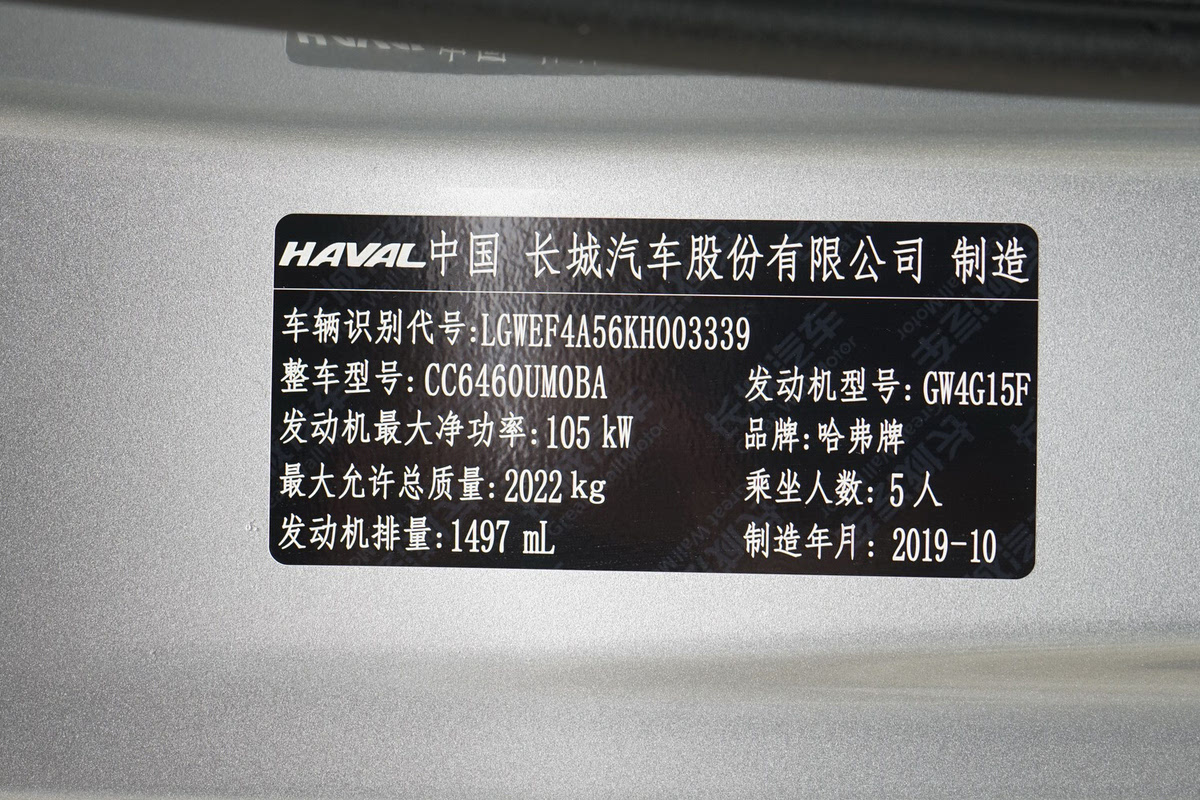 HAVAL中国 长城汽车股份有限公司 制造
车辆识别代号:LGWEF4A56KH003339
整车型号:CC6460UM0BA 发动机型号:GW4G15F
发动机最大净功率:105 kW 品牌:哈弗牌
最大允许总质量:2022kg 乘坐人数:5人
发动机排量:1497 mL 制造年月:2019-10